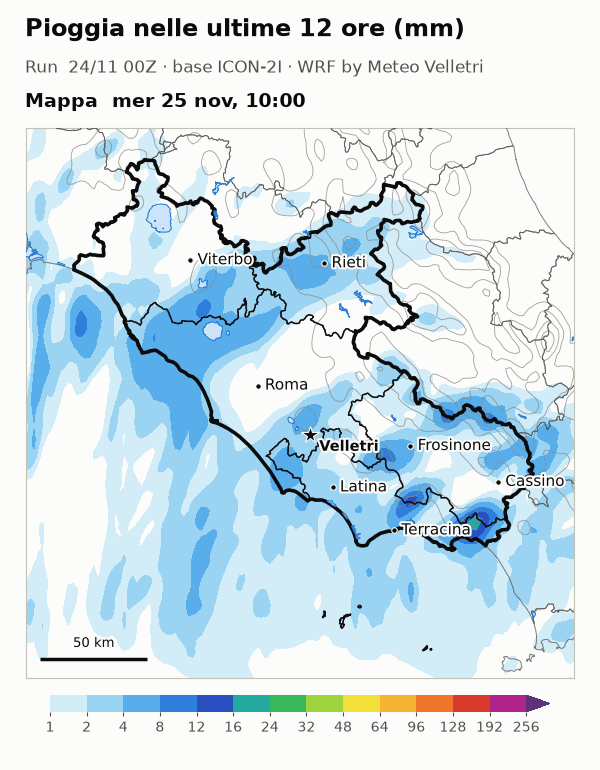 Pioggia nelle ultime 12 ore (mm)
Run 24/11 00Z · base ICON-2I · WRF by Meteo Velletri
Mappa mer 25 nov, 10:00
Viterbo
Rieti
Roma
Velletri
Frosinone
Latina
Cassino
Terracina
50 km
1 2 4 8 12 16 24 32 48 64 96 128 192 256